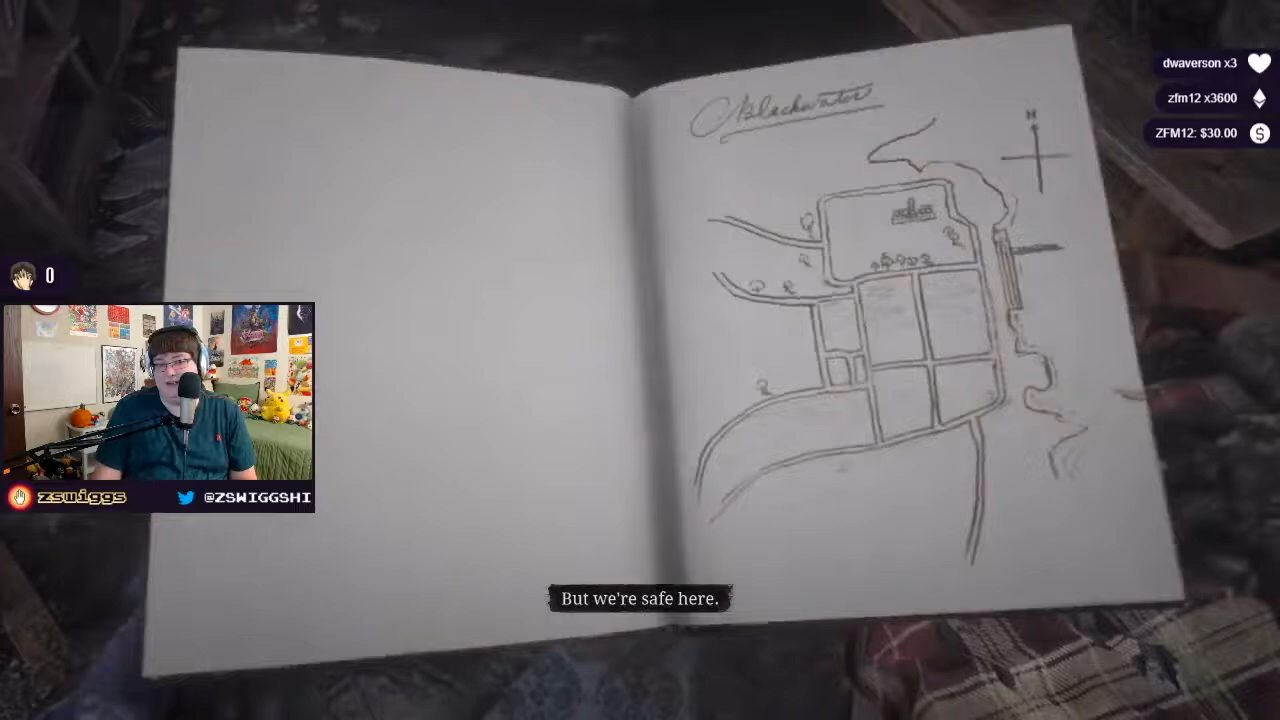 dwaverson x3
zfm12 x3600
ZFM12: $30.00
Blackwater
N
0
zswiggs
@ZSWIGGSHI
But we're safe here.